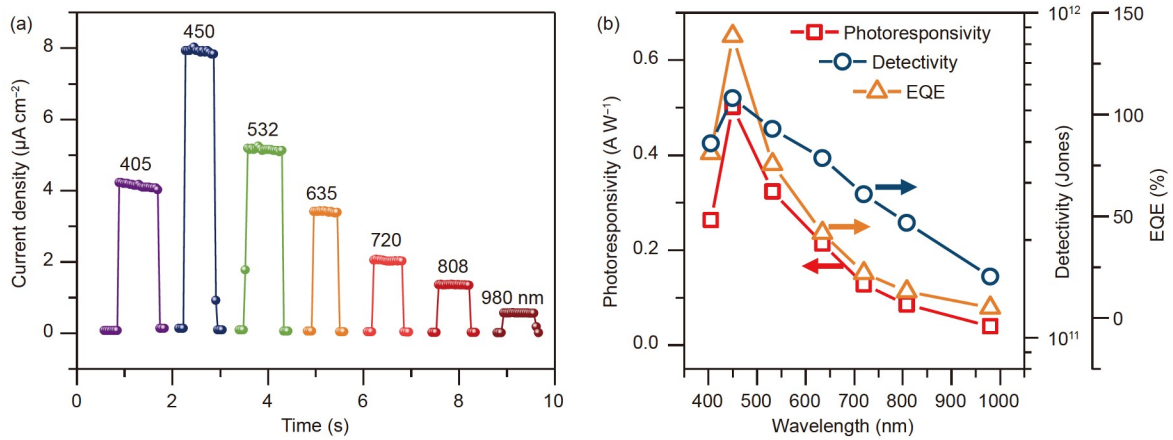 (a)
450
405
532
635
720
808
980 nm
8
6
4
2
0
Current density (µA cm⁻²)
0
2
4
6
8
10
Time (s)
(b)
Photoresponsivity
Detectivity
EQE
0.6
0.4
0.2
0.0
Photoresponsivity (A W⁻¹)
400 500 600 700 800 900 1000
Wavelength (nm)
10¹²
10¹¹
Detectivity (Jones)
150
100
50
0
EQE (%)